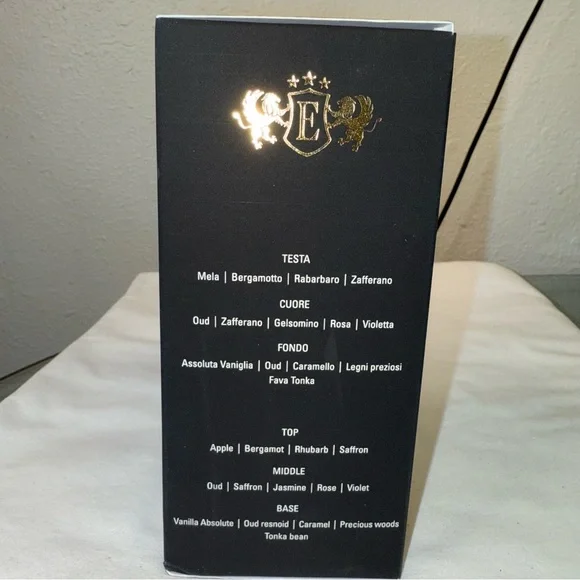 E
TESTA
Mela | Bergamotto | Rabarbaro | Zafferano
CUORE
Oud | Zafferano | Gelsomino | Rosa | Violetta
FONDO
Assoluta Vaniglia | Oud | Caramello | Legni preziosi
Fava Tonka
TOP
Apple | Bergamot | Rhubarb | Saffron
MIDDLE
Oud | Saffron | Jasmine | Rose | Violet
BASE
Vanilla Absolute | Oud resnoid | Caramel | Precious woods
Tonka bean